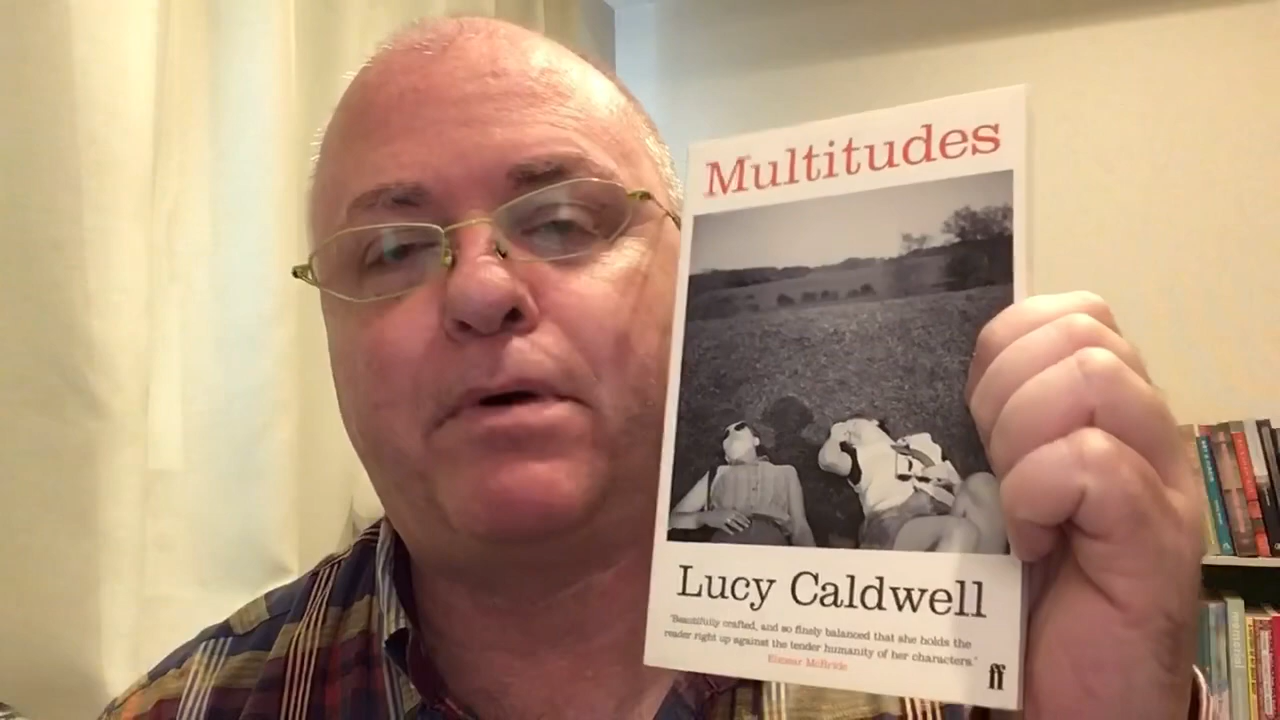 Multitudes
Lucy Caldwell
"Beautifully crafted, and so finely balanced that she holds the
reader right up against the tender humanity of her characters."
Eimear McBride
ff
memorial